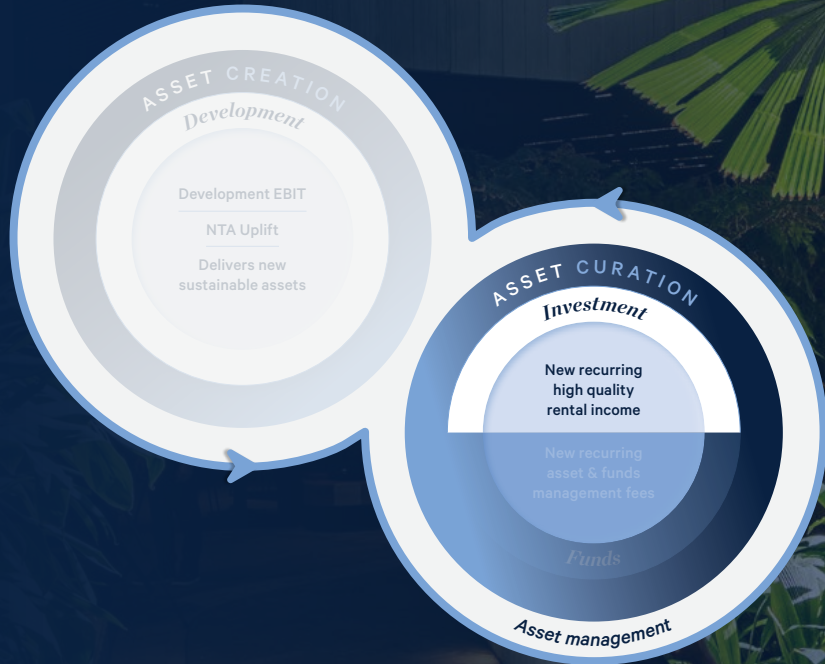 ASSET CREATION
Development
Development EBIT
NTA Uplift
Delivers new
sustainable assets
ASSET CURATION
Investment
New recurring
high quality
rental income
New recurring
asset & funds
management fees
Funds
Asset management